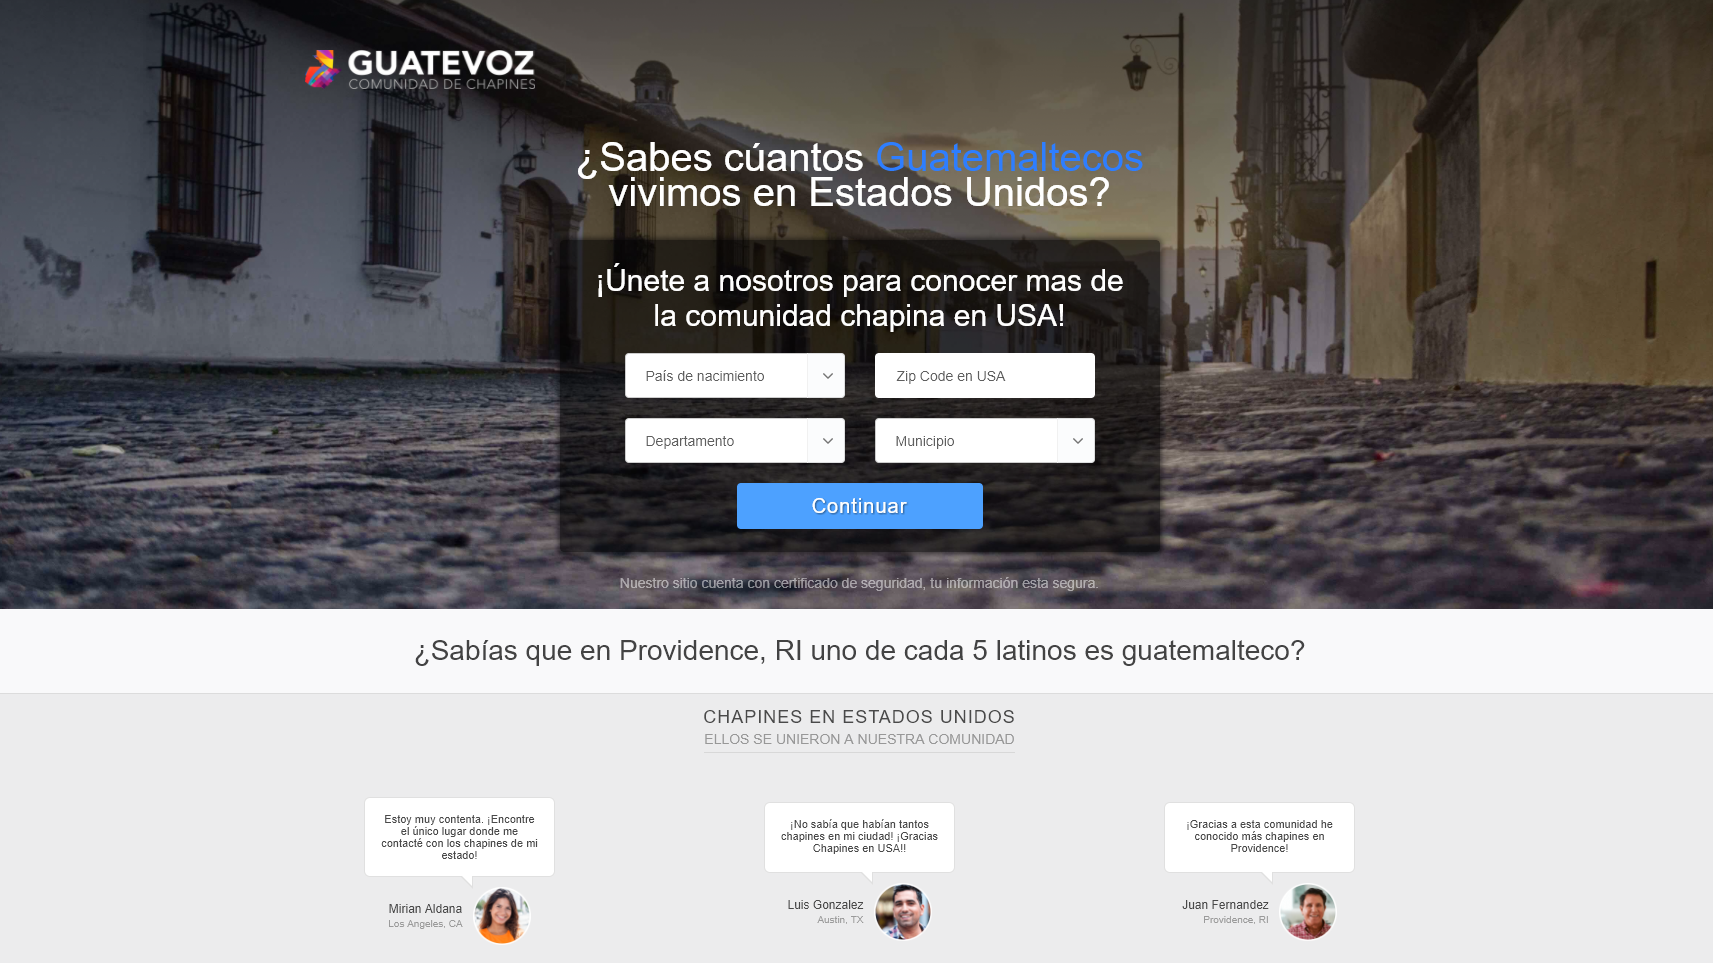 GUATEVOZ
COMUNIDAD DE CHAPINES
¿Sabes cúantos Guatemaltecos
vivimos en Estados Unidos?
¡Únete a nosotros para conocer mas de
la comunidad chapina en USA!
País de nacimiento
Zip Code en USA
Departamento
Municipio
Continuar
Nuestro sitio cuenta con certificado de seguridad, tu información esta segura.
¿Sabías que en Providence, RI uno de cada 5 latinos es guatemalteco?
CHAPINES EN ESTADOS UNIDOS
ELLOS SE UNIERON A NUESTRA COMUNIDAD
Estoy muy contenta. ¡Encontre
el único lugar donde me
contacté con los chapines de mi
estado!
Mirian Aldana
Los Angeles, CA
¡No sabía que habían tantos
chapines en mi ciudad! ¡Gracias
Chapines en USA!!
Luis Gonzalez
Austin, TX
¡Gracias a esta comunidad he
conocido más chapines en
Providence!
Juan Fernandez
Providence, RI